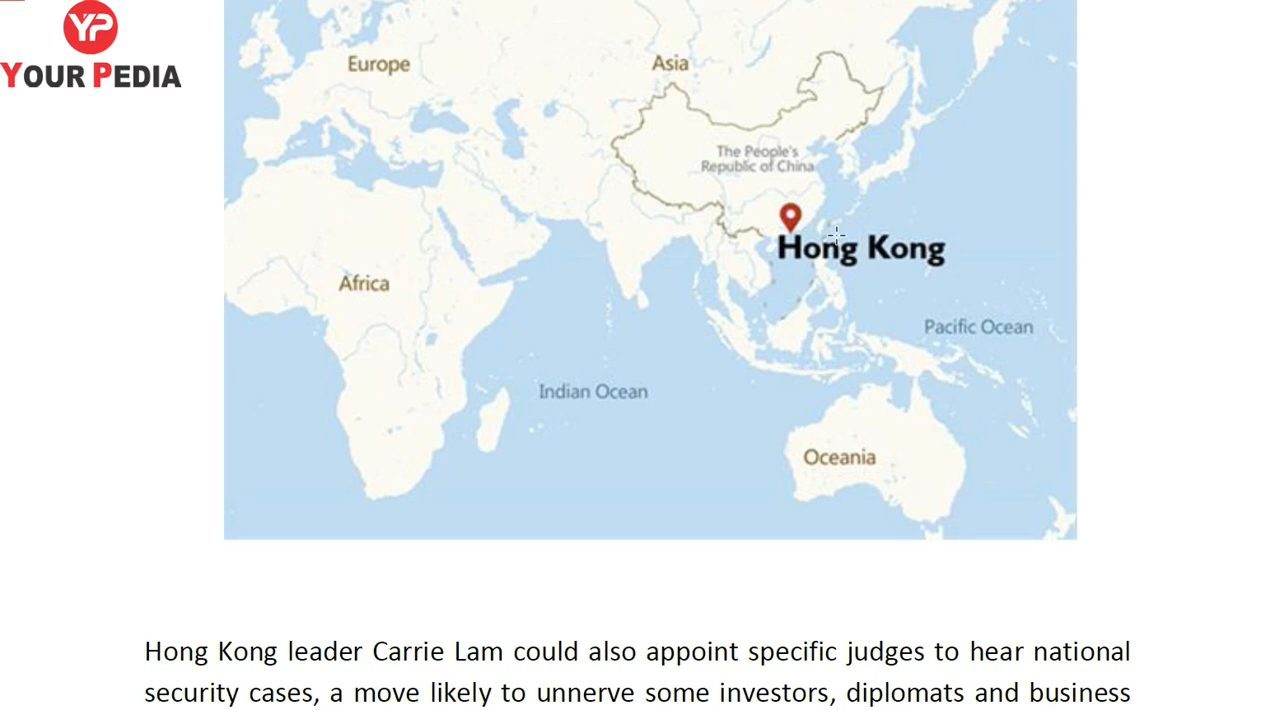 YP
YOUR PEDIA
Europe
Asia
The People's
Republic of China
Hong Kong
Africa
Pacific Ocean
Indian Ocean
Oceania
Hong Kong leader Carrie Lam could also appoint specific judges to hear national
security cases, a move likely to unnerve some investors, diplomats and business